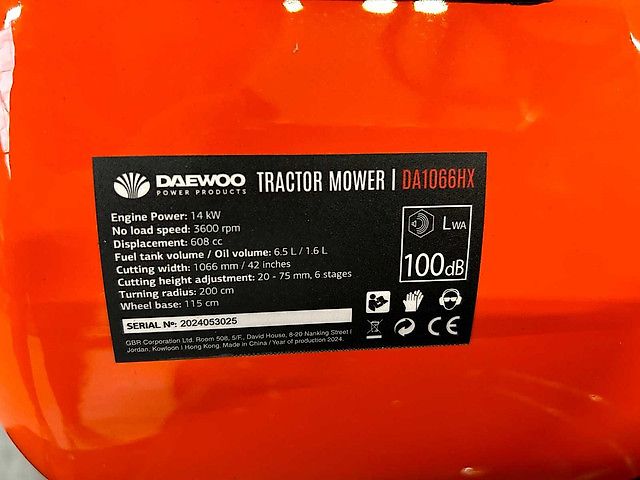 DAEWOO
POWER PRODUCTS
TRACTOR MOWER | DA1066HX
Engine Power: 14 kW
No load speed: 3600 rpm
Displacement: 608 cc
Fuel tank volume / Oil volume: 6.5 L / 1.6 L
Cutting width: 1066 mm / 42 inches
Cutting height adjustment: 20 - 75 mm, 6 stages
Turning radius: 200 cm
Wheel base: 115 cm
LWA
100dB
SERIAL Nº: 2024053025
CE
GBR Corporation Ltd. Room 508, 5/F., David House, 8-20 Nanking Street |
Jordan, Kowloon | Hong Kong. Made in China / Year of production 2024.